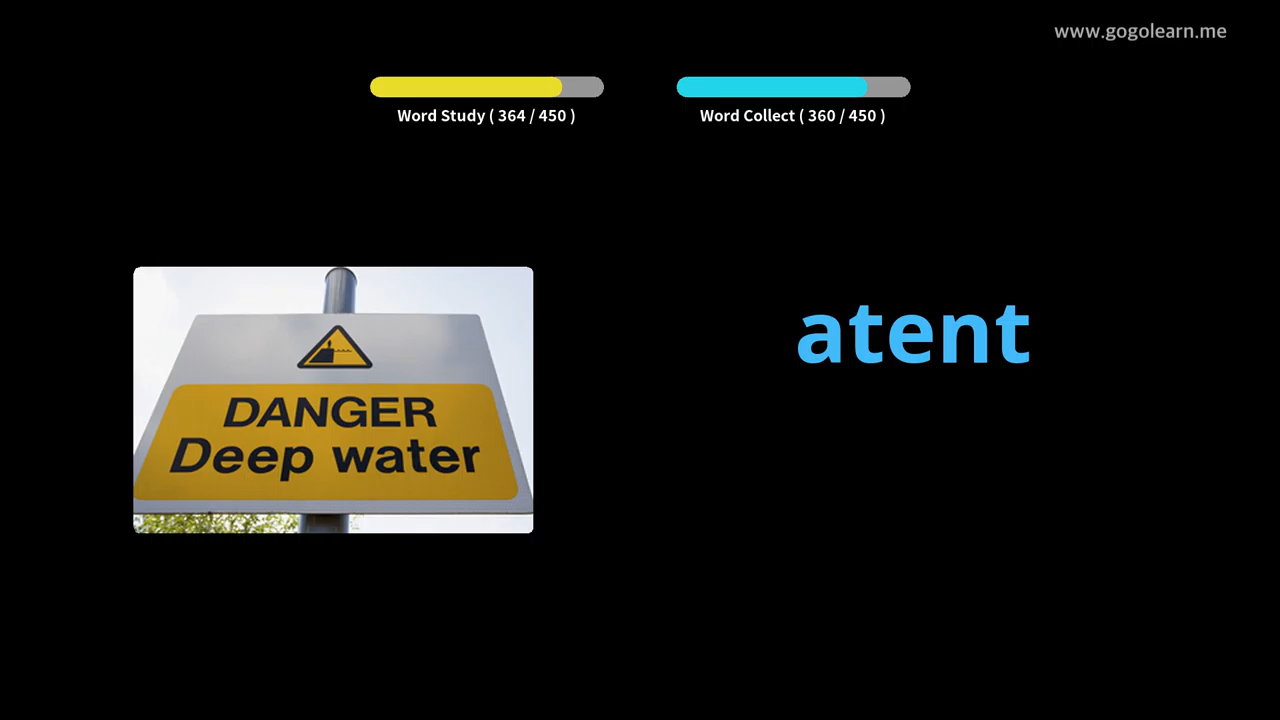 www.gogolearn.me
Word Study ( 364 / 450 )
Word Collect ( 360 / 450 )
atent
DANGER
Deep water